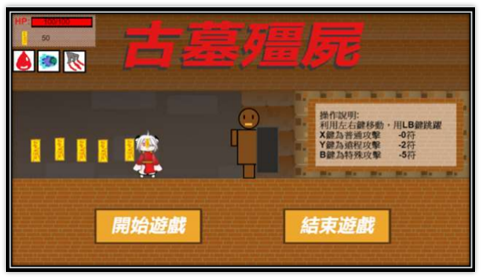 HP: 100/100
50
古墓殭屍
操作說明:
利用左右鍵移動，用LB鍵跳躍
X鍵為普通攻擊 -0符
Y鍵為遠程攻擊 -2符
B鍵為特殊攻擊 -5符
開始遊戲
結束遊戲